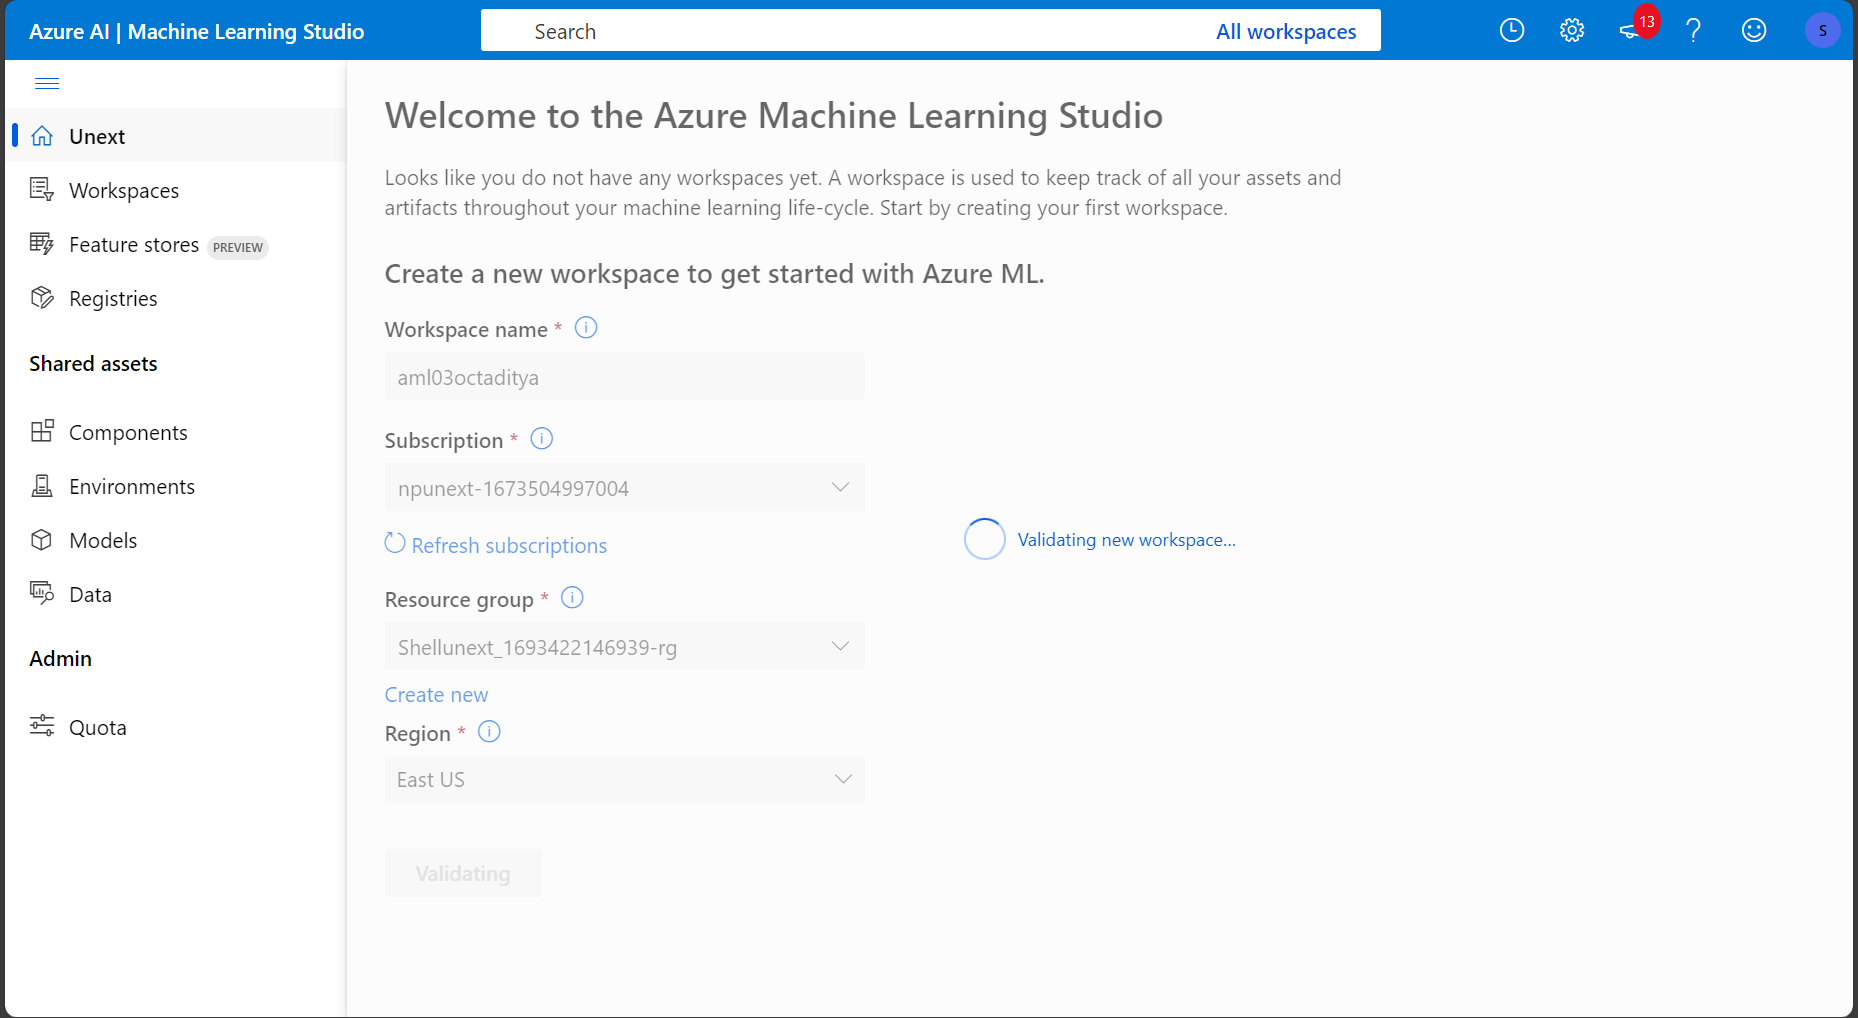 Azure AI | Machine Learning Studio
Search
All workspaces
13
?
S
Unext
Workspaces
Feature stores PREVIEW
Registries
Shared assets
Components
Environments
Models
Data
Admin
Quota
Welcome to the Azure Machine Learning Studio
Looks like you do not have any workspaces yet. A workspace is used to keep track of all your assets and
artifacts throughout your machine learning life-cycle. Start by creating your first workspace.
Create a new workspace to get started with Azure ML.
Workspace name *
aml03octaditya
Subscription *
npunext-1673504997004
Refresh subscriptions
Resource group *
Shellunext_1693422146939-rg
Create new
Region *
East US
Validating
Validating new workspace...